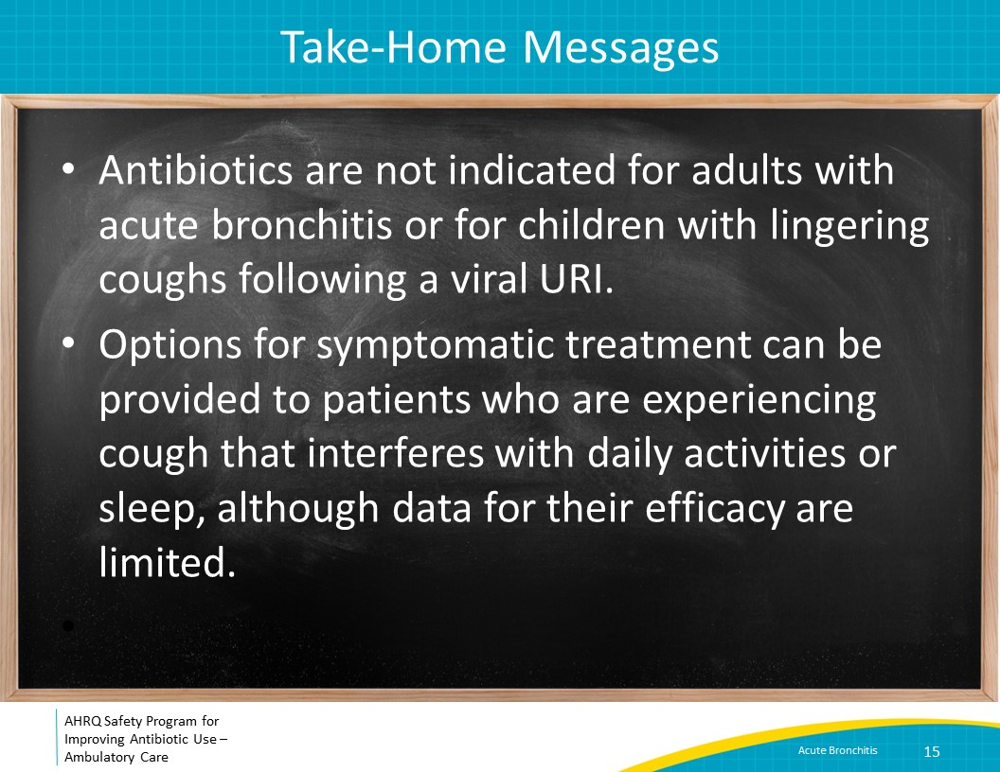 Take-Home Messages
• Antibiotics are not indicated for adults with
acute bronchitis or for children with lingering
coughs following a viral URI.
• Options for symptomatic treatment can be
provided to patients who are experiencing
cough that interferes with daily activities or
sleep, although data for their efficacy are
limited.
•
AHRQ Safety Program for
Improving Antibiotic Use –
Ambulatory Care
Acute Bronchitis
15